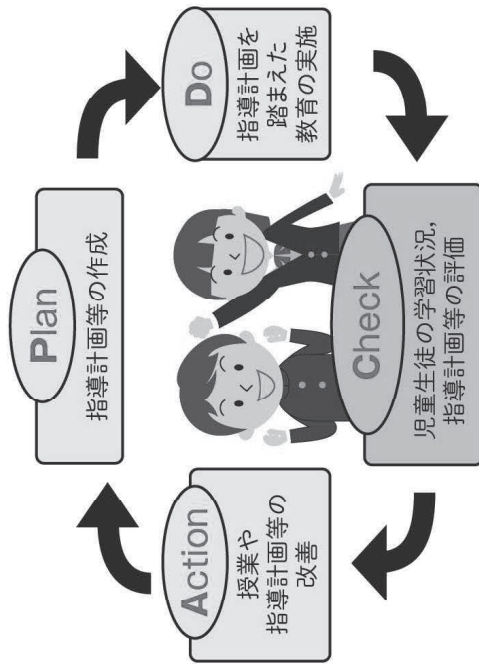 Plan
指導計画等の作成
Do
指導計画を
踏まえた
教育の実施
Check
児童生徒の学習状況,
指導計画等の評価
Action
授業や
指導計画等の
改善